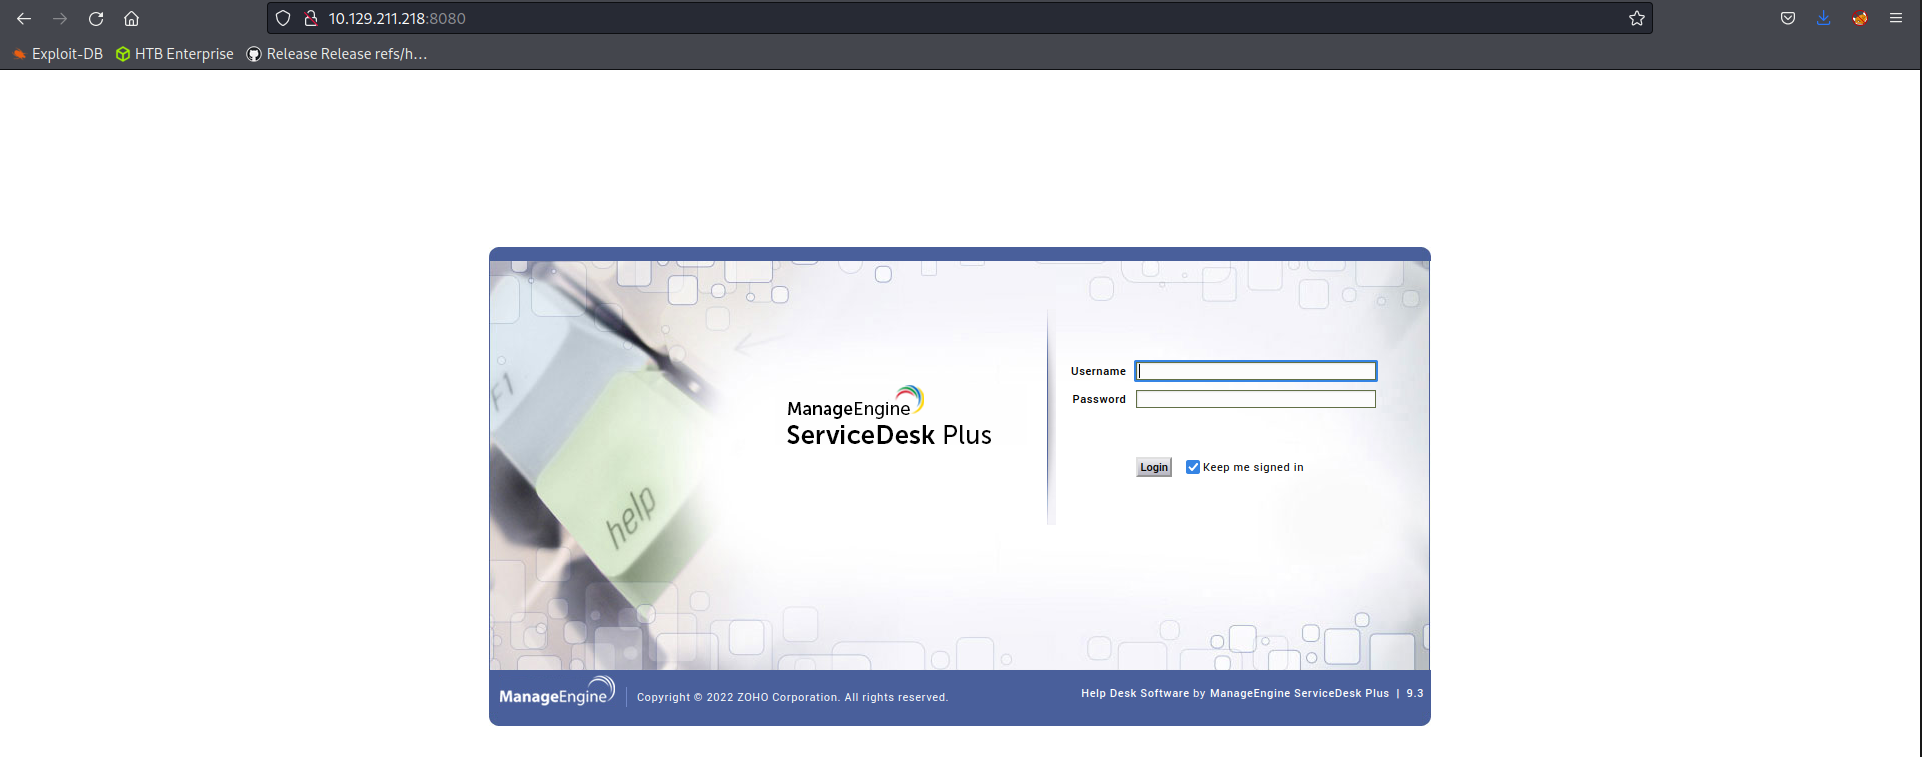 10.129.211.218:8080
Exploit-DB HTB Enterprise Release Release refs/h...
F1
help
ManageEngine
ServiceDesk Plus
Username
Password
Login Keep me signed in
ManageEngine Copyright © 2022 ZOHO Corporation. All rights reserved. Help Desk Software by ManageEngine ServiceDesk Plus | 9.3